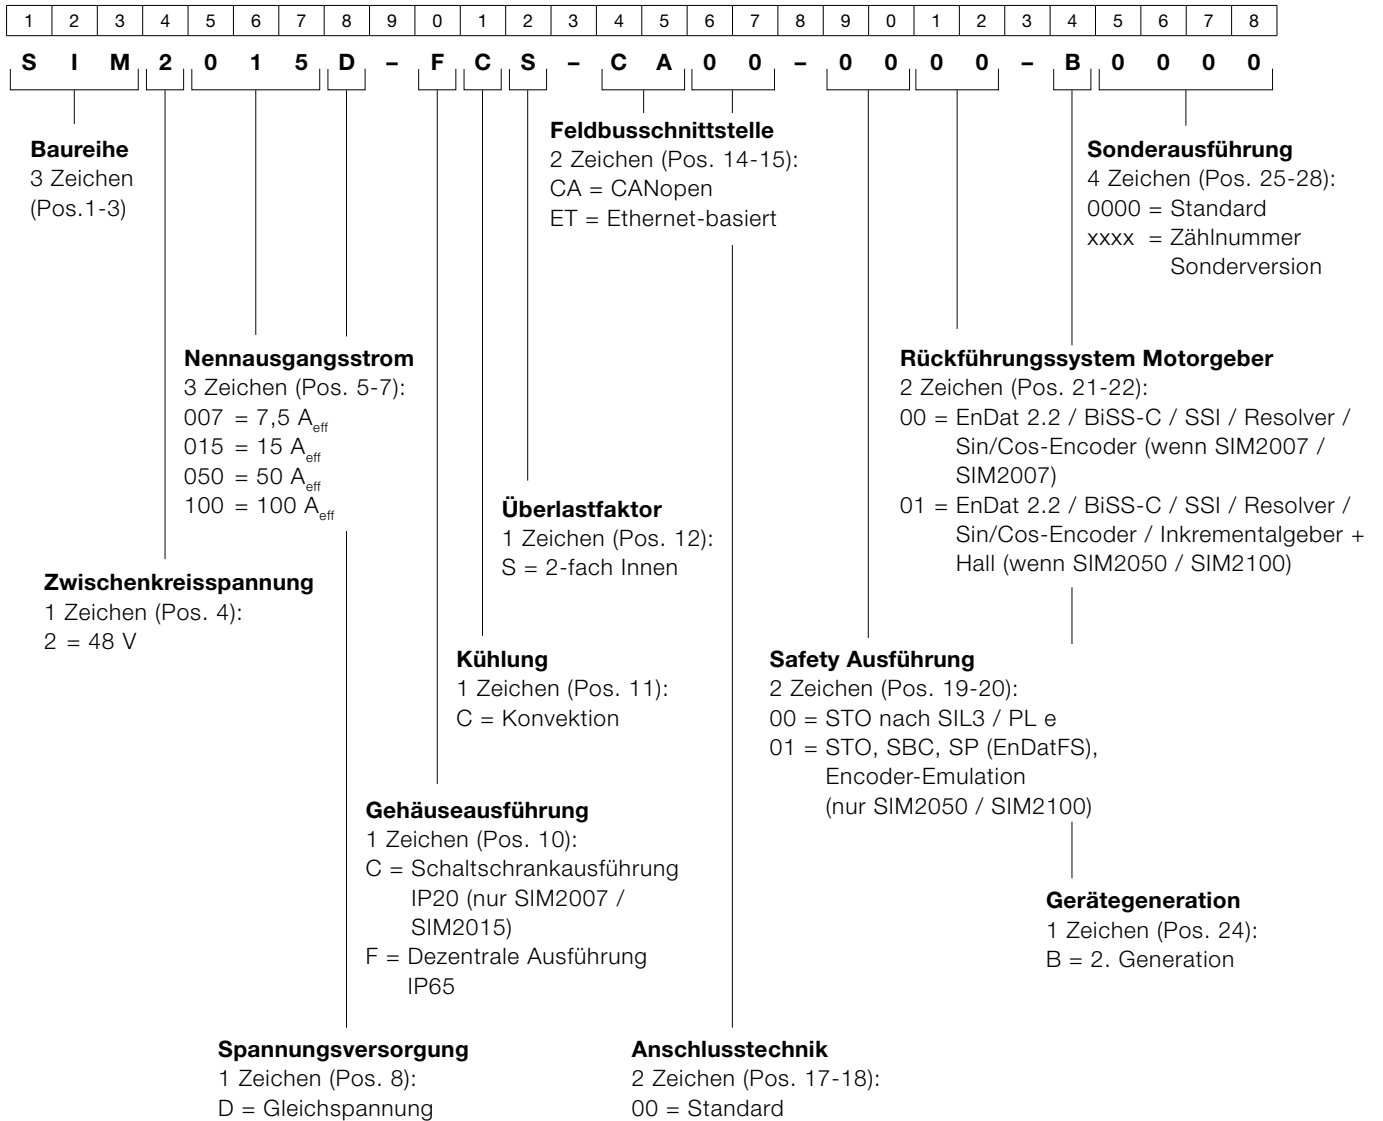 1 2 3 4 5 6 7 8 9 0 1 2 3 4 5 6 7 8 9 0 1 2 3 4 5 6 7 8
S I M 2 0 1 5 D – F C S – C A 0 0 – 0 0 0 0 – B 0 0 0 0
Baureihe
3 Zeichen
(Pos.1-3)
Feldbusschnittstelle
2 Zeichen (Pos. 14-15):
CA = CANopen
ET = Ethernet-basiert
Sonderausführung
4 Zeichen (Pos. 25-28):
0000 = Standard
xxxx = Zählnummer
Sonderversion
Nennausgangsstrom
3 Zeichen (Pos. 5-7):
007 = 7,5 Aeff
015 = 15 Aeff
050 = 50 Aeff
100 = 100 Aeff
Rückführungssystem Motorgeber
2 Zeichen (Pos. 21-22):
00 = EnDat 2.2 / BiSS-C / SSI / Resolver /
Sin/Cos-Encoder (wenn SIM2007 /
SIM2007)
01 = EnDat 2.2 / BiSS-C / SSI / Resolver /
Sin/Cos-Encoder / Inkrementalgeber +
Hall (wenn SIM2050 / SIM2100)
Überlastfaktor
1 Zeichen (Pos. 12):
S = 2-fach Innen
Zwischenkreisspannung
1 Zeichen (Pos. 4):
2 = 48 V
Kühlung
1 Zeichen (Pos. 11):
C = Konvektion
Safety Ausführung
2 Zeichen (Pos. 19-20):
00 = STO nach SIL3 / PL e
01 = STO, SBC, SP (EnDatFS),
Encoder-Emulation
(nur SIM2050 / SIM2100)
Gehäuseausführung
1 Zeichen (Pos. 10):
C = Schaltschrankausführung
IP20 (nur SIM2007 /
SIM2015)
F = Dezentrale Ausführung
IP65
Gerätegeneration
1 Zeichen (Pos. 24):
B = 2. Generation
Spannungsversorgung
1 Zeichen (Pos. 8):
D = Gleichspannung
Anschlusstechnik
2 Zeichen (Pos. 17-18):
00 = Standard